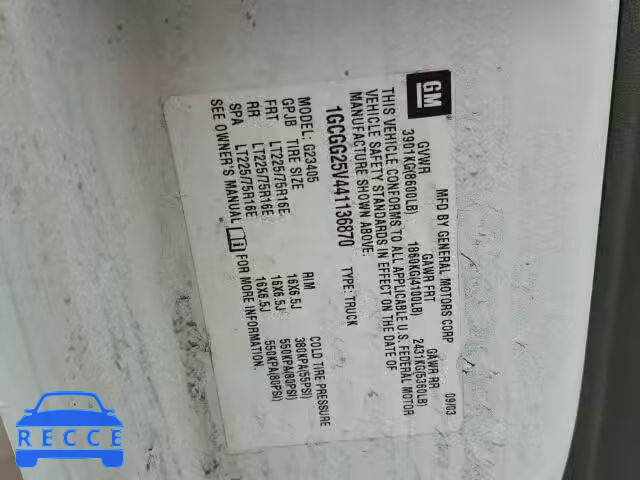 GM
MFD BY GENERAL MOTORS CORP 09/03
GVWR GAWR FRT GAWR RR
3901KG(8600LB) 1860KG(4100LB) 2431KG(5360LB)
THIS VEHICLE CONFORMS TO ALL APPLICABLE U.S. FEDERAL MOTOR
VEHICLE SAFETY STANDARDS IN EFFECT ON THE DATE OF
MANUFACTURE SHOWN ABOVE.
1GCGG25V441136870 TYPE: TRUCK
MODEL: G23405
GPJB TIRE SIZE RIM COLD TIRE PRESSURE
FRT LT225/75R16E 16X6.5J 380KPA(55PSI)
RR LT225/75R16E 16X6.5J 550KPA(80PSI)
SPA LT225/75R16E 16X6.5J 550KPA(80PSI)
SEE OWNER'S MANUAL FOR MORE INFORMATION.
RECCE